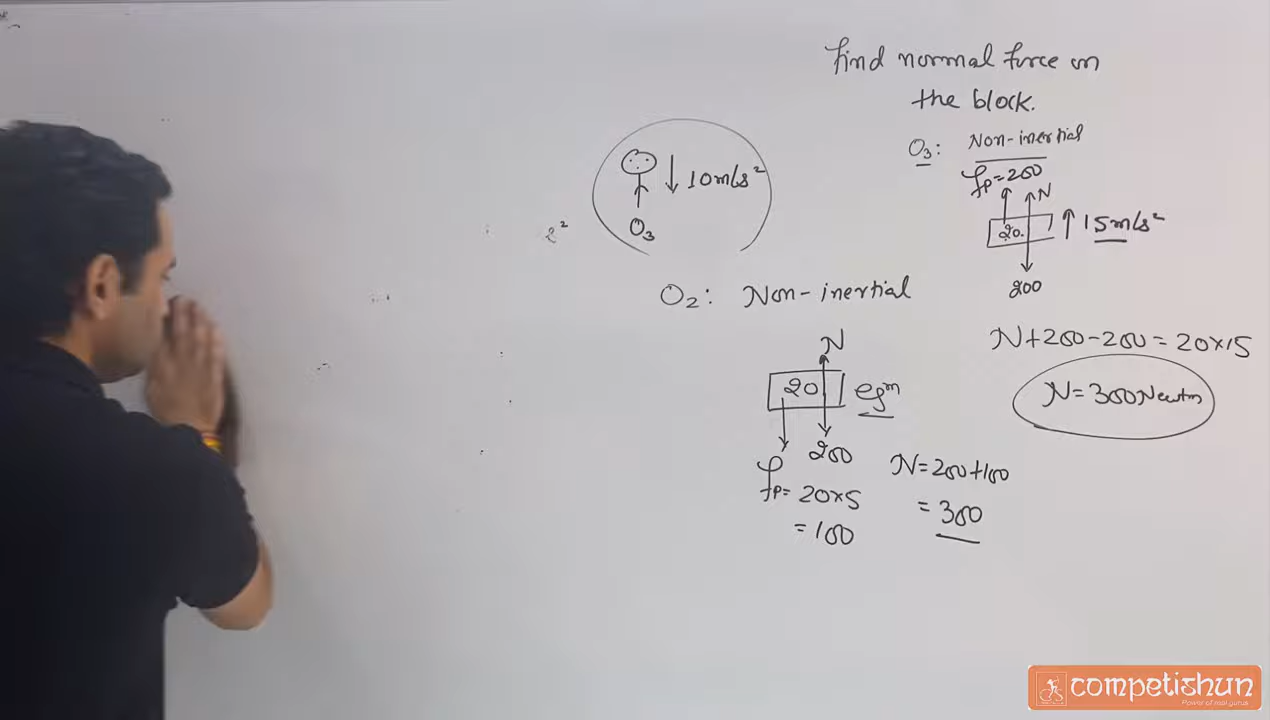 find normal force on
the block.
O₃: Non-inertial
fp=200
N
20
↑ 15m/s²
200
N+200-200=20×15
N=300Newton
↓ 10m/s²
O₃
O₂: Non-inertial
N
20
eqm
200
fp= 20×5
=100
N=200+100
= 300
competishun